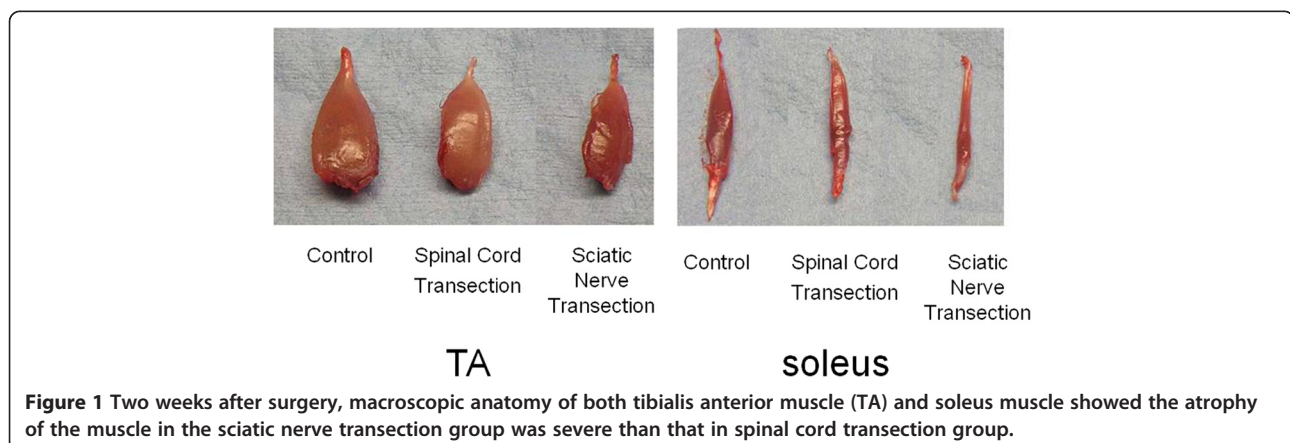 Control
Spinal Cord
Transection
Sciatic
Nerve
Transection
Control
Spinal Cord
Transection
Sciatic
Nerve
Transection
TA
soleus
Figure 1 Two weeks after surgery, macroscopic anatomy of both tibialis anterior muscle (TA) and soleus muscle showed the atrophy
of the muscle in the sciatic nerve transection group was severe than that in spinal cord transection group.